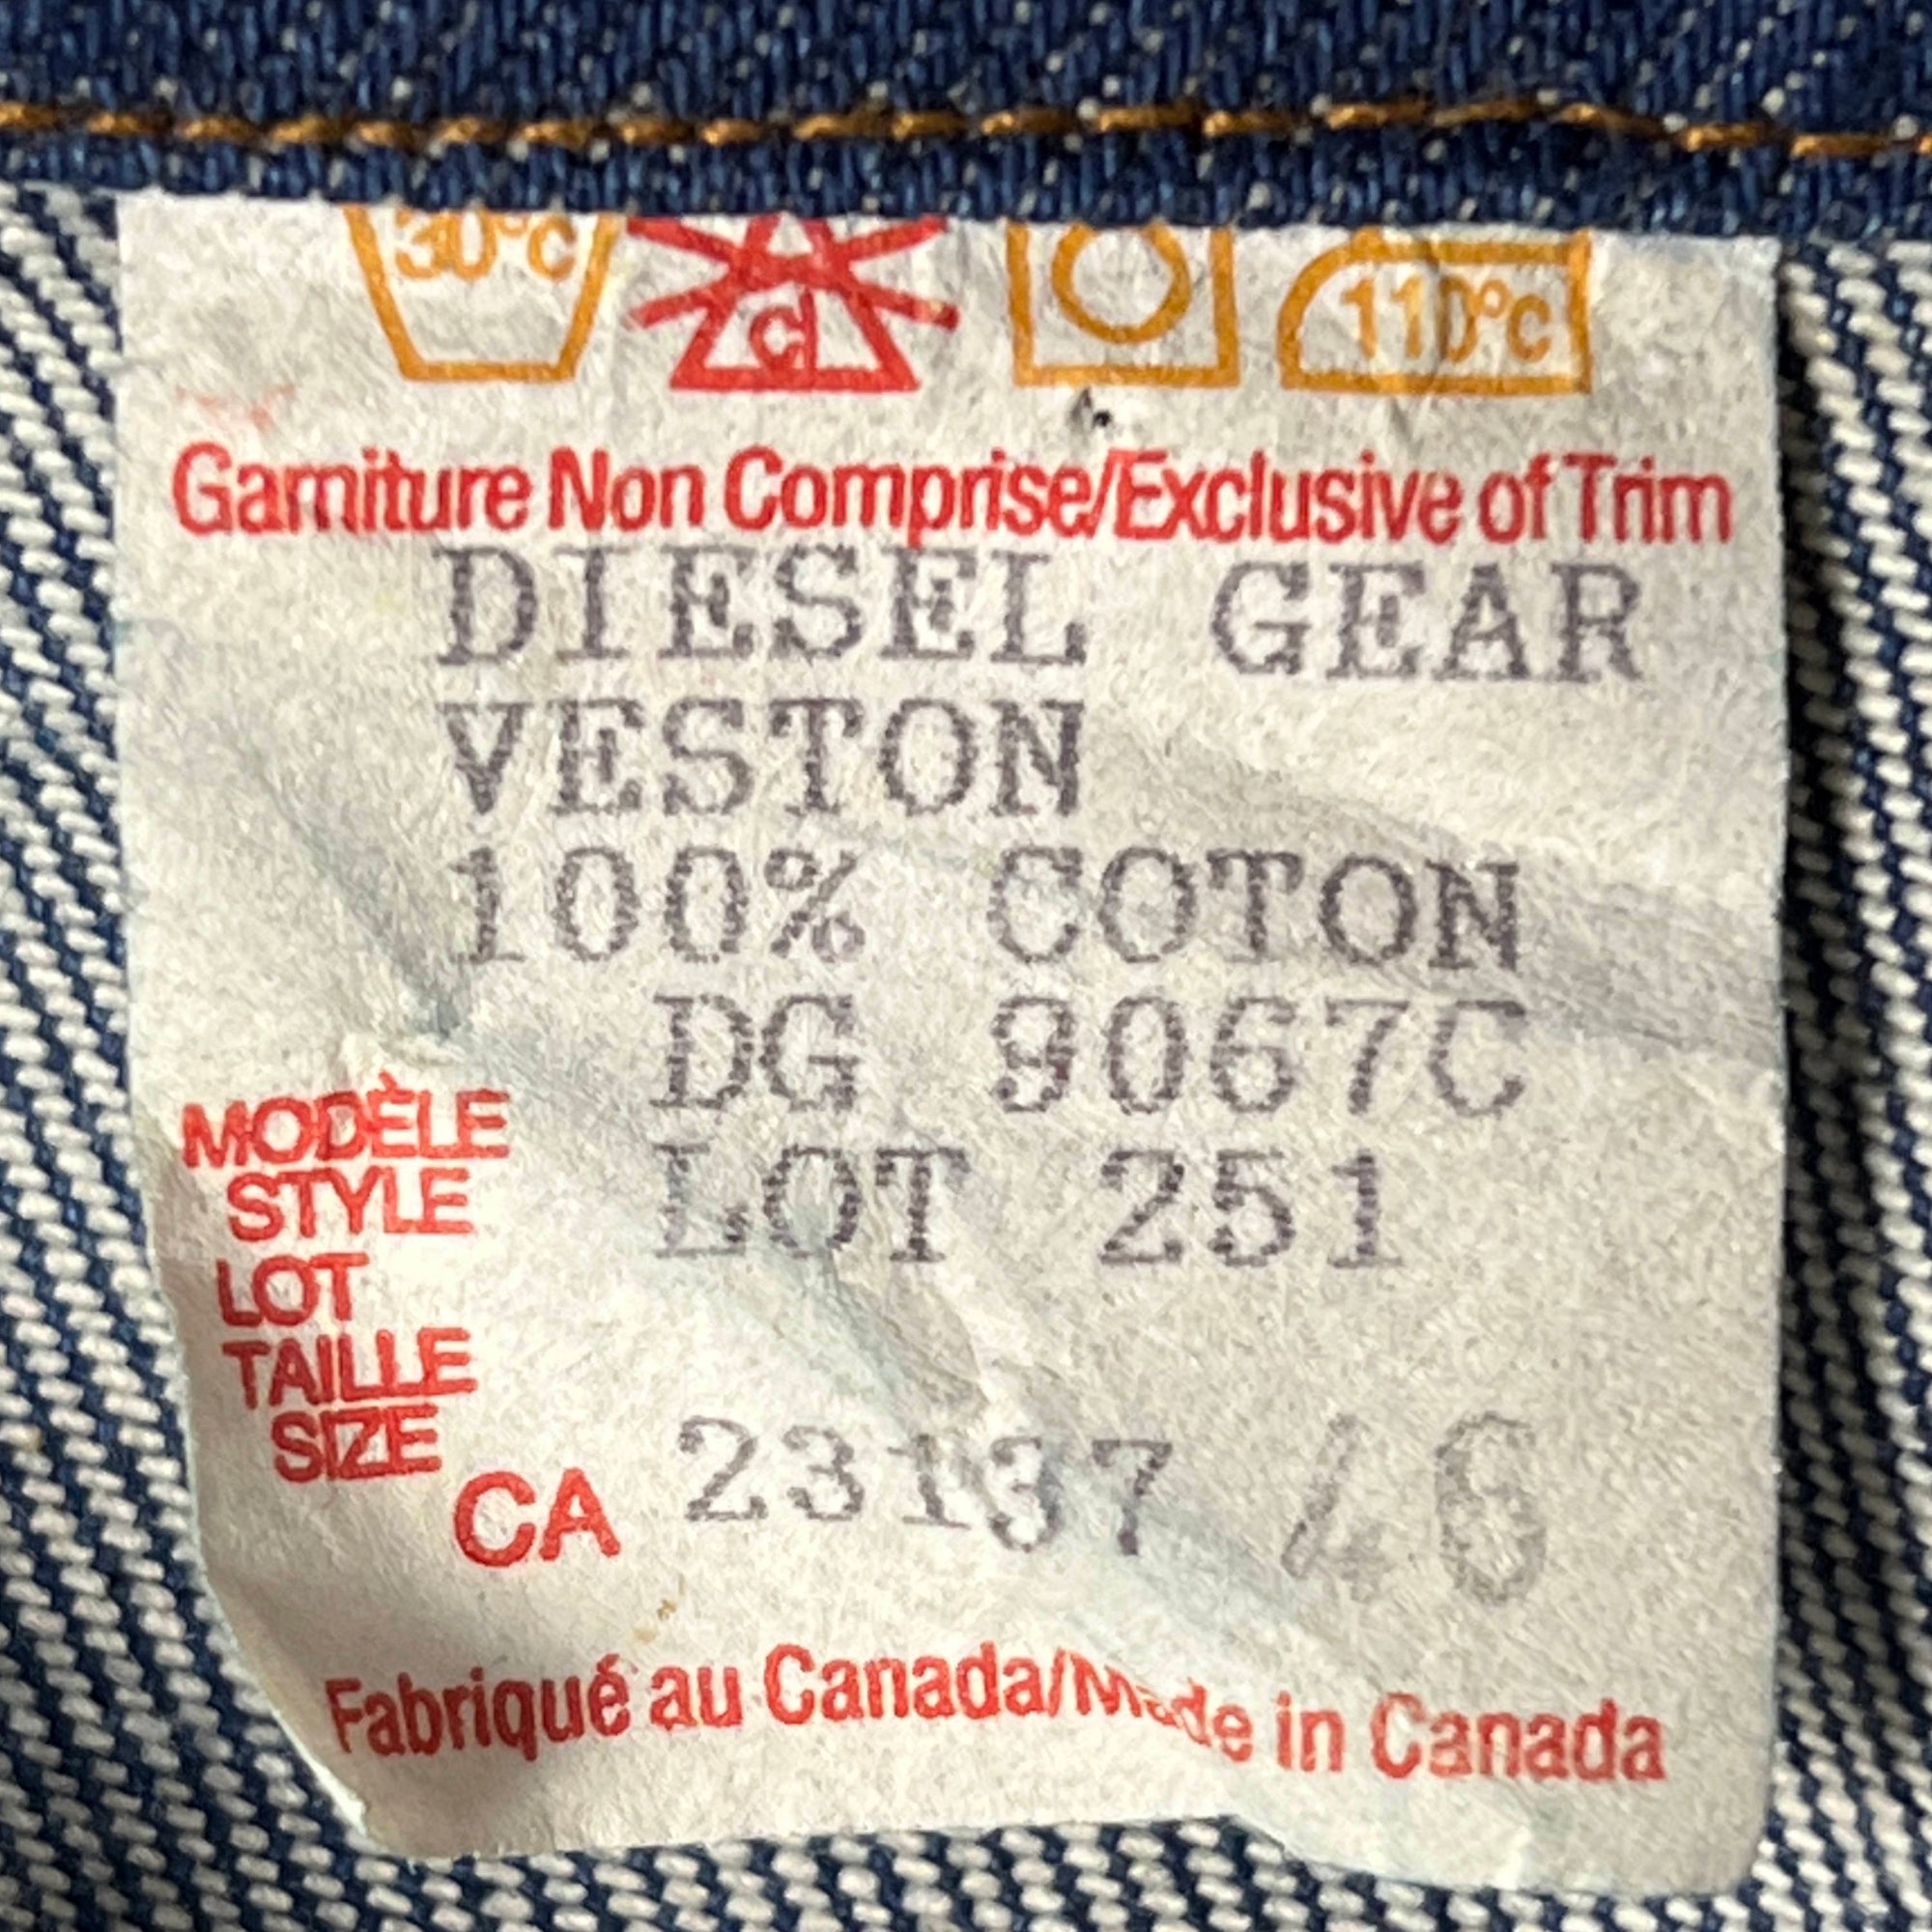 30°C
Cl
110°C
Garniture Non Comprise/Exclusive of Trim
DIESEL GEAR
VESTON
100% COTON
DG 9067C
MODÈLE
STYLE
LOT 251
LOT
TAILLE
SIZE
CA 23137 46
Fabriqué au Canada/Made in Canada